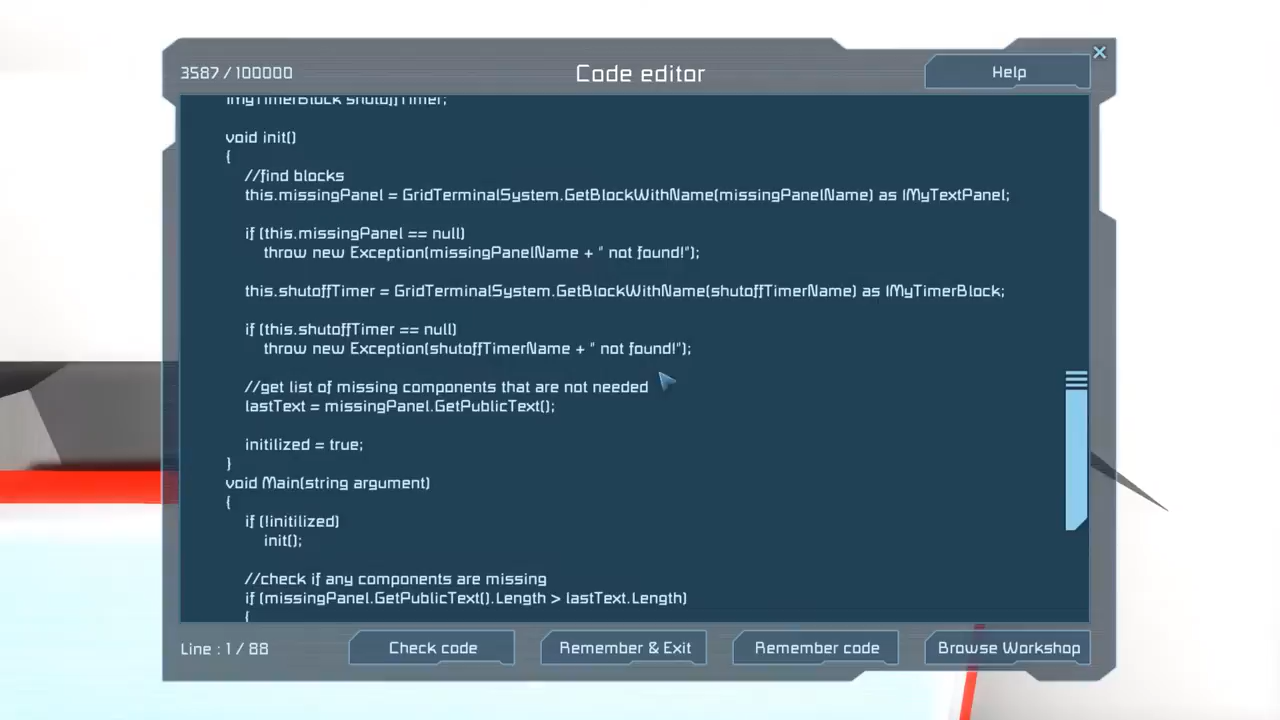 3587 / 100000
Code editor
Help
IMyTimerBlock shutoffTimer;
void init()
{
//find blocks
this.missingPanel = GridTerminalSystem.GetBlockWithName(missingPanelName) as IMyTextPanel;
if (this.missingPanel == null)
throw new Exception(missingPanelName + " not found!");
this.shutoffTimer = GridTerminalSystem.GetBlockWithName(shutoffTimerName) as IMyTimerBlock;
if (this.shutoffTimer == null)
throw new Exception(shutoffTimerName + " not found!");
//get list of missing components that are not needed
lastText = missingPanel.GetPublicText();
initilized = true;
}
void Main(string argument)
{
if (!initilized)
init();
//check if any components are missing
if (missingPanel.GetPublicText().Length > lastText.Length)
{
Line : 1 / 88
Check code
Remember & Exit
Remember code
Browse Workshop